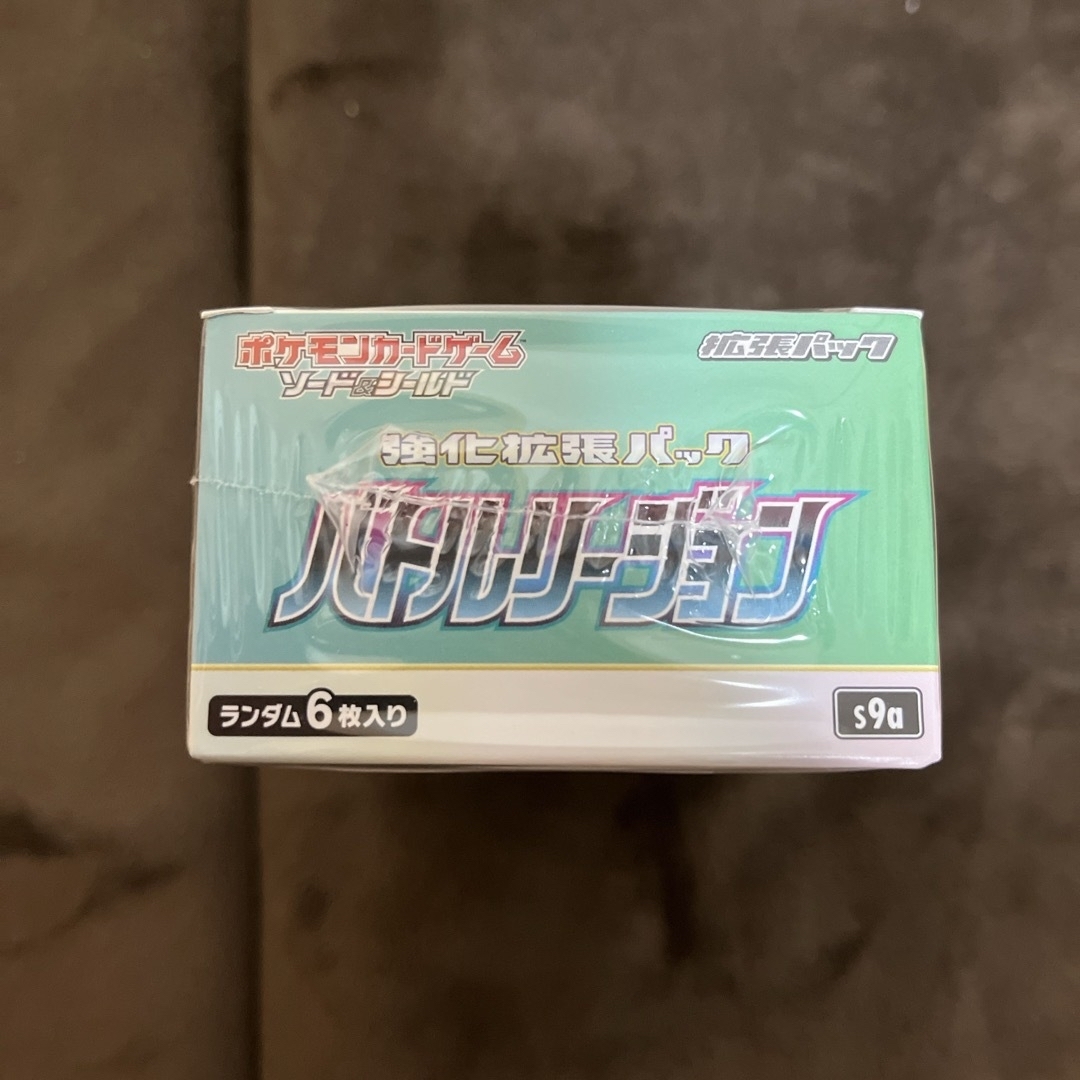 ポケモンカードゲーム
ソード&シールド
拡張パック
強化拡張パック
バトルリージョン
ランダム6枚入り
s9a